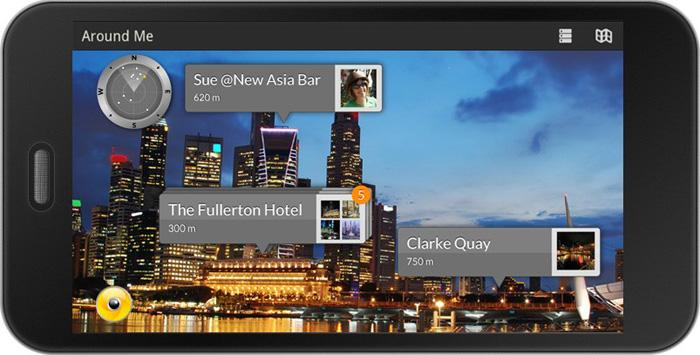 Around Me
N
W
E
S
Sue @New Asia Bar
620 m
The Fullerton Hotel
5
300 m
Clarke Quay
750 m